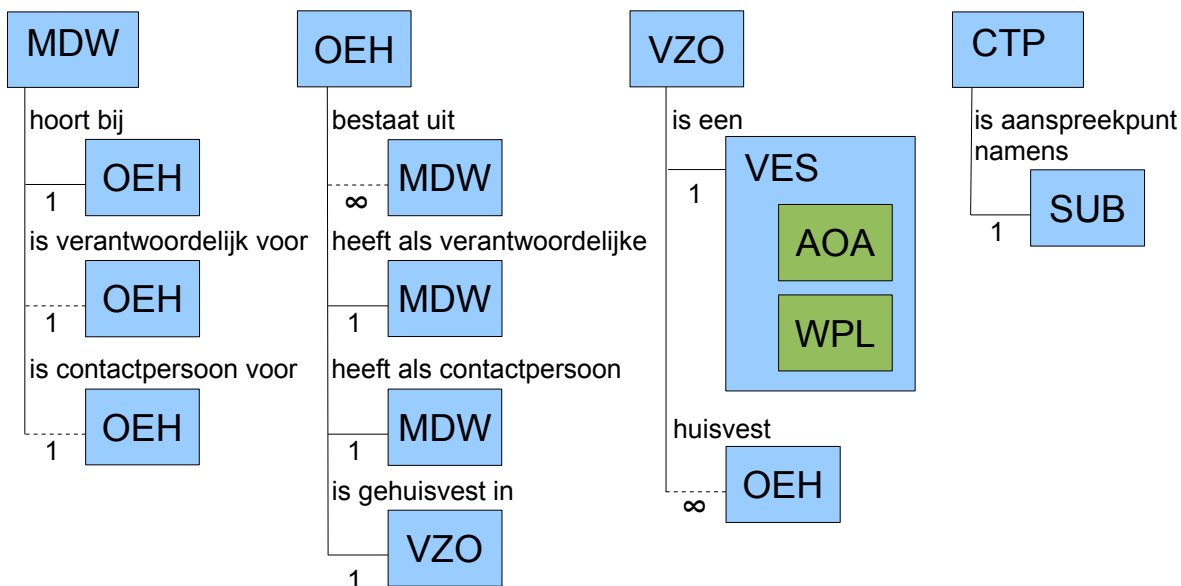 MDW
hoort bij
OEH
1
is verantwoordelijk voor
OEH
1
is contactpersoon voor
OEH
1
OEH
bestaat uit
MDW
∞
heeft als verantwoordelijke
MDW
1
heeft als contactpersoon
MDW
1
is gehuisvest in
VZO
1
VZO
is een
VES
1
AOA
WPL
huisvest
OEH
∞
CTP
is aanspreekpunt
namens
SUB
1